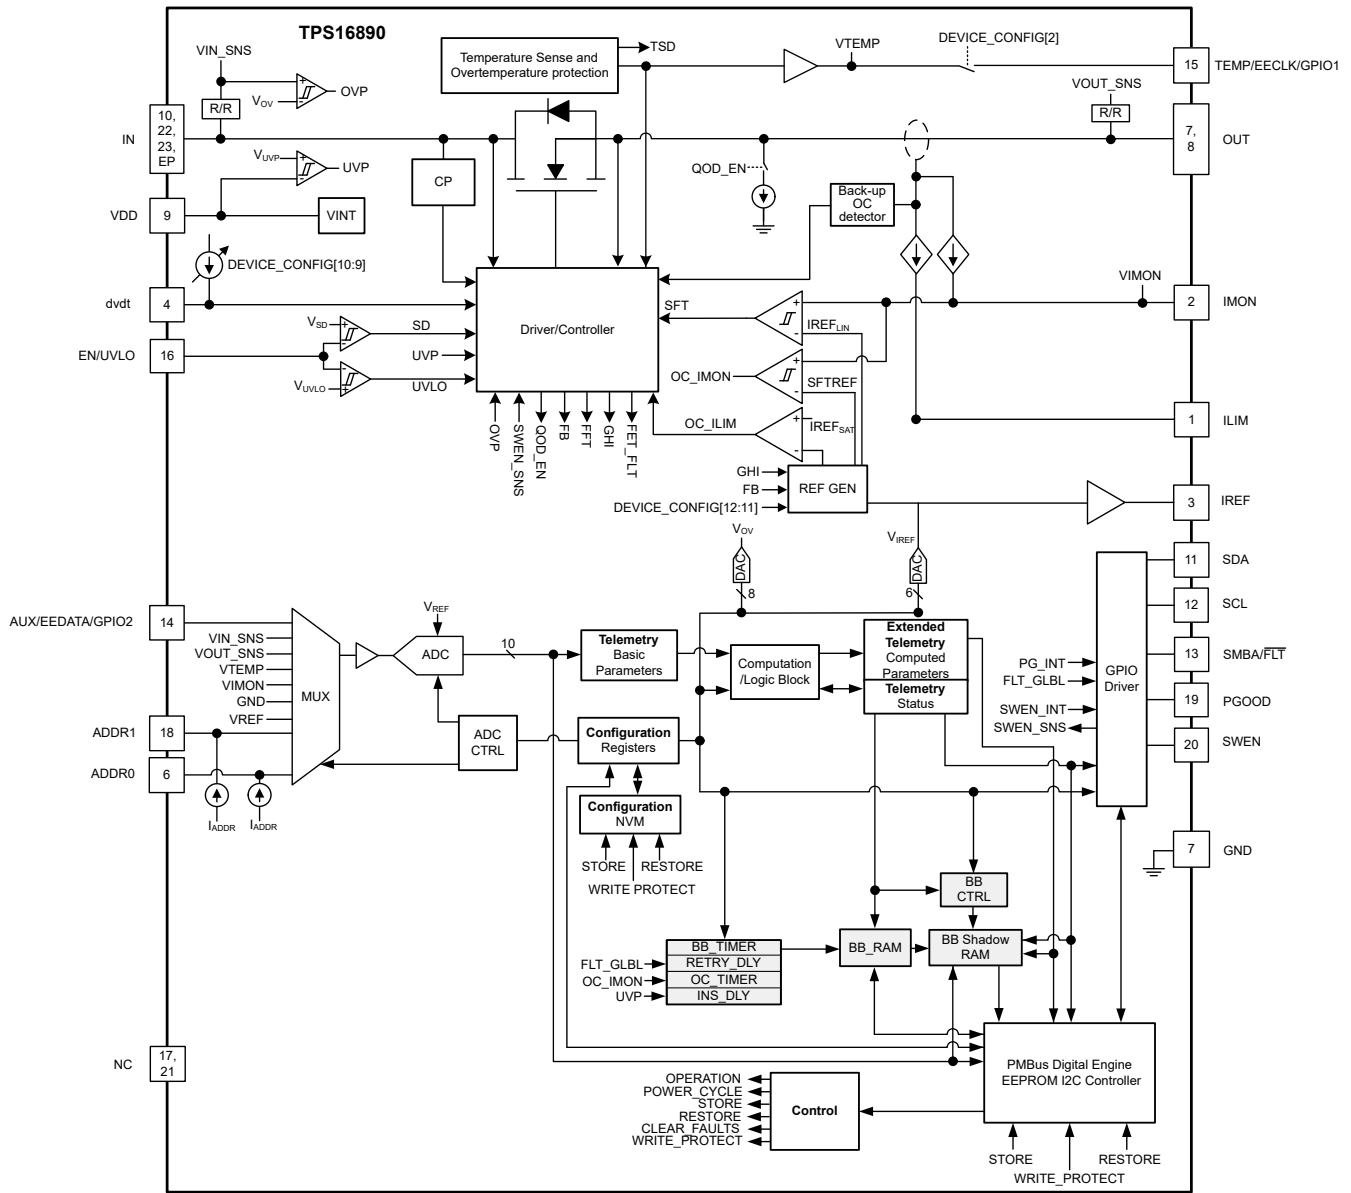 TPS16890
VIN_SNS
R/R
VOV
OVP
Temperature Sense and
Overtemperature protection
TSD
VTEMP
DEVICE_CONFIG[2]
15
TEMP/EECLK/GPIO1
VOUT_SNS
R/R
IN
10,
22,
23,
EP
7,
8
OUT
VUVP
UVP
CP
QOD_EN
Back-up
OC
detector
VDD
9
VINT
DEVICE_CONFIG[10:9]
dvdt
4
VIMON
2
IMON
EN/UVLO
16
VSD
SD
UVP
VUVLO
UVLO
Driver/Controller
SFT
IREFLIN
OC_IMON
SFTREF
OC_ILIM
IREFSAT
1
ILIM
OVP
SWEN_SNS
QOD_EN
FB
FFT
GHI
FET_FLT
GHI
FB
DEVICE_CONFIG[12:11]
REF GEN
3
IREF
VOV
DAC
8
VIREF
DAC
6
11
SDA
12
SCL
13
SMBA/FLT
19
PGOOD
20
SWEN
PG_INT
FLT_GLBL
SWEN_INT
SWEN_SNS
GPIO
Driver
AUX/EEDATA/GPIO2
14
VIN_SNS
VOUT_SNS
VTEMP
VIMON
GND
VREF
MUX
VREF
ADC
10
Telemetry
Basic
Parameters
Computation
/Logic Block
Extended
Telemetry
Computed
Parameters
Telemetry
Status
ADDR1
18
ADDR0
6
IADDR
IADDR
ADC
CTRL
Configuration
Registers
Configuration
NVM
STORE
RESTORE
WRITE PROTECT
7
GND
BB
CTRL
BB_TIMER
RETRY_DLY
OC_TIMER
INS_DLY
FLT_GLBL
OC_IMON
UVP
BB_RAM
BB Shadow
RAM
NC
17,
21
PMBus Digital Engine
EEPROM I2C Controller
OPERATION
POWER_CYCLE
STORE
RESTORE
CLEAR_FAULTS
WRITE_PROTECT
Control
STORE
RESTORE
WRITE_PROTECT